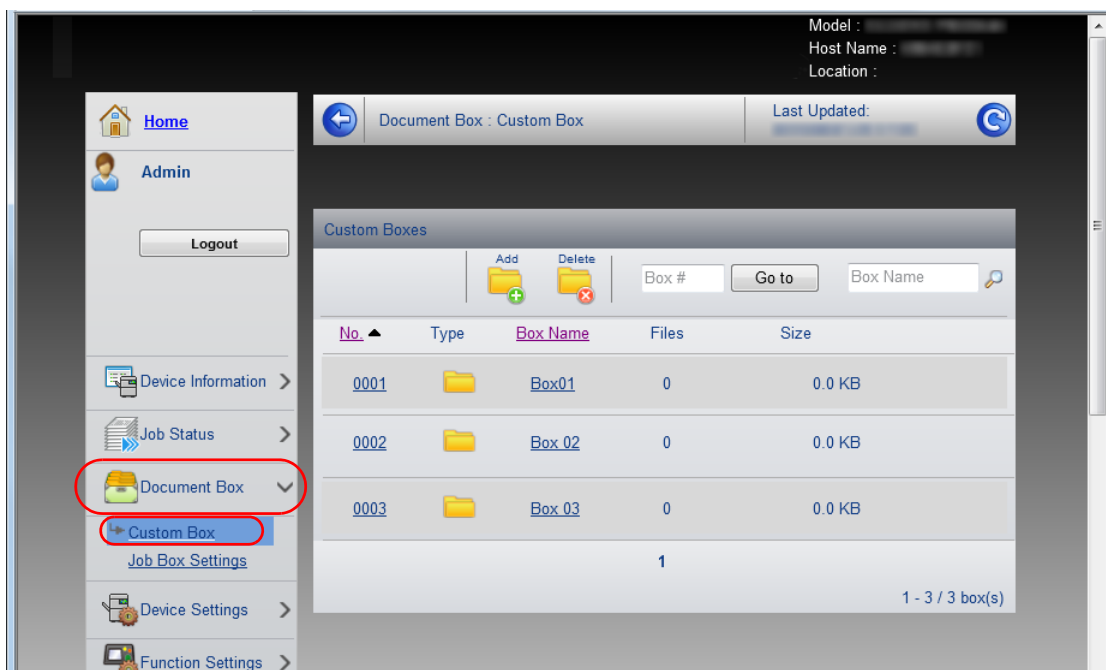 Model :
Host Name :
Location :
Home
Admin
Logout
Device Information
Job Status
Document Box
Custom Box
Job Box Settings
Device Settings
Function Settings
Document Box : Custom Box
Last Updated:
Custom Boxes
Add Delete
Box # Go to Box Name
No. Type Box Name Files Size
0001 Box01 0 0.0 KB
0002 Box 02 0 0.0 KB
0003 Box 03 0 0.0 KB
1
1 - 3 / 3 box(s)